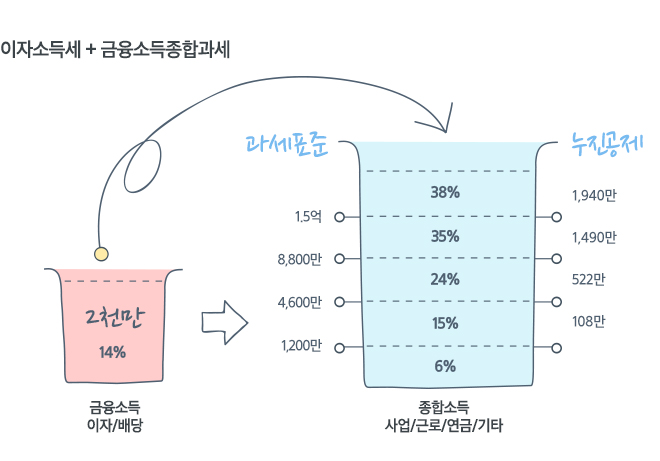 이자소득세 + 금융소득종합과세
과세표준
누진공제
38%
1,940만
1.5억
35%
1,490만
8,800만
24%
522만
4,600만
15%
108만
1,200만
6%
2천만
14%
금융소득
이자/배당
종합소득
사업/근로/연금/기타